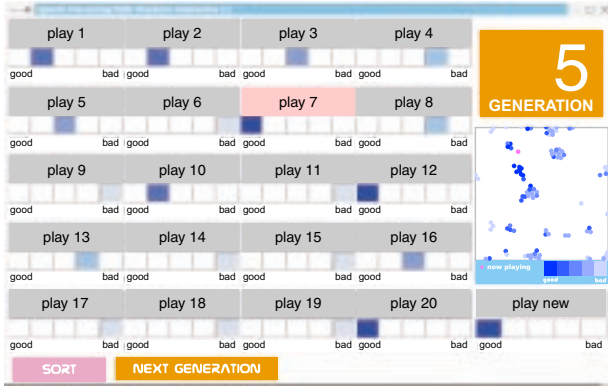 play 1 play 2 play 3 play 4
good bad good bad good bad good bad
5
GENERATION
play 5 play 6 play 7 play 8
good bad good bad good bad good bad
play 9 play 10 play 11 play 12
good bad good bad good bad good bad
play 13 play 14 play 15 play 16
good bad good bad good bad good bad
now playing
good bad
play 17 play 18 play 19 play 20 play new
good bad good bad good bad good bad good bad
SORT NEXT GENERATION